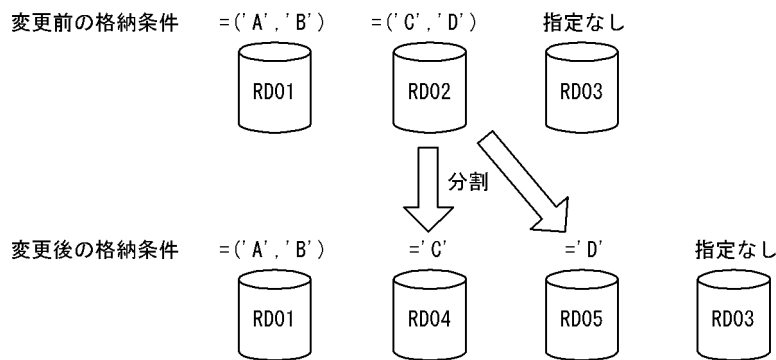 変更前の格納条件 =('A','B') =('C','D') 指定なし
RD01 RD02 RD03
分割
変更後の格納条件 =('A','B') ='C' ='D' 指定なし
RD01 RD04 RD05 RD03